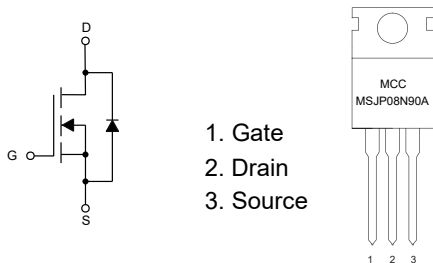 D
G
S
1. Gate
2. Drain
3. Source
MCC
MSJP08N90A
1 2 3